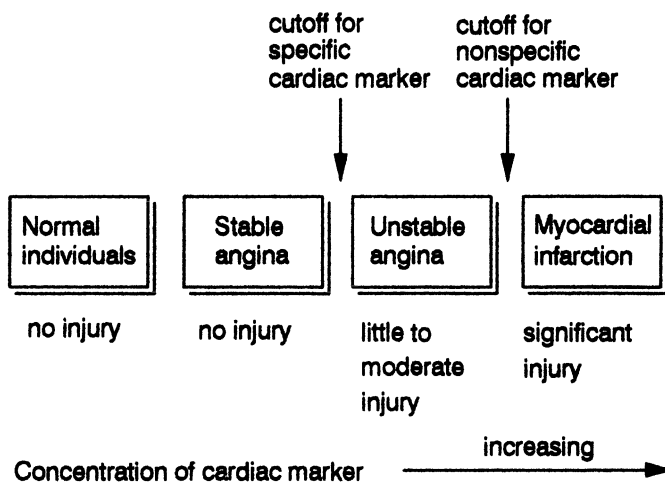 cutoff for
specific
cardiac marker
cutoff for
nonspecific
cardiac marker
Normal
individuals
Stable
angina
Unstable
angina
Myocardial
infarction
no injury
no injury
little to
moderate
injury
significant
injury
increasing
Concentration of cardiac marker